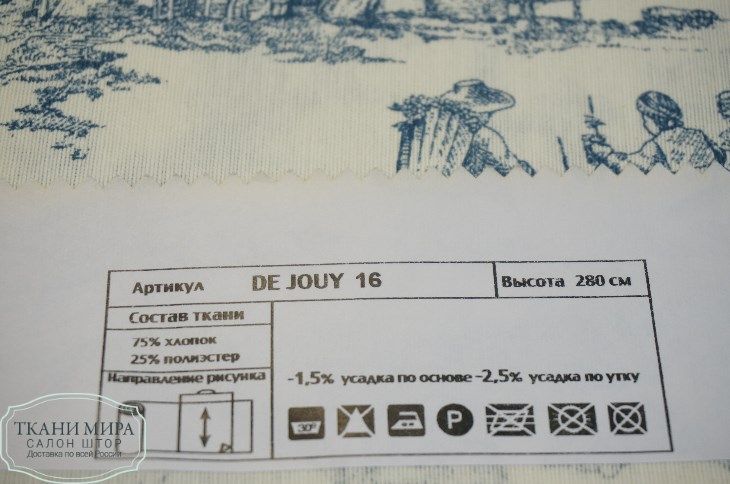 Артикул DE JOUY 16 Высота 280 см
Состав ткани
75% хлопок
25% полиэстер
Направление рисунка
-1,5% усадка по основе -2,5% усадка по утку
30° P
ТКАНИ МИРА
САЛОН ШТОР
Доставка по всей России